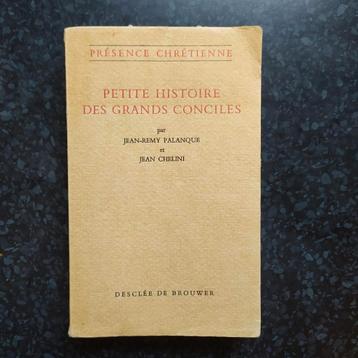 PRÉSENCE CHRÉTIENNE
PETITE HISTOIRE
DES GRANDS CONCILES
par
JEAN-REMY PALANQUE
et
JEAN CHELINI
DESCLÉE DE BROUWER